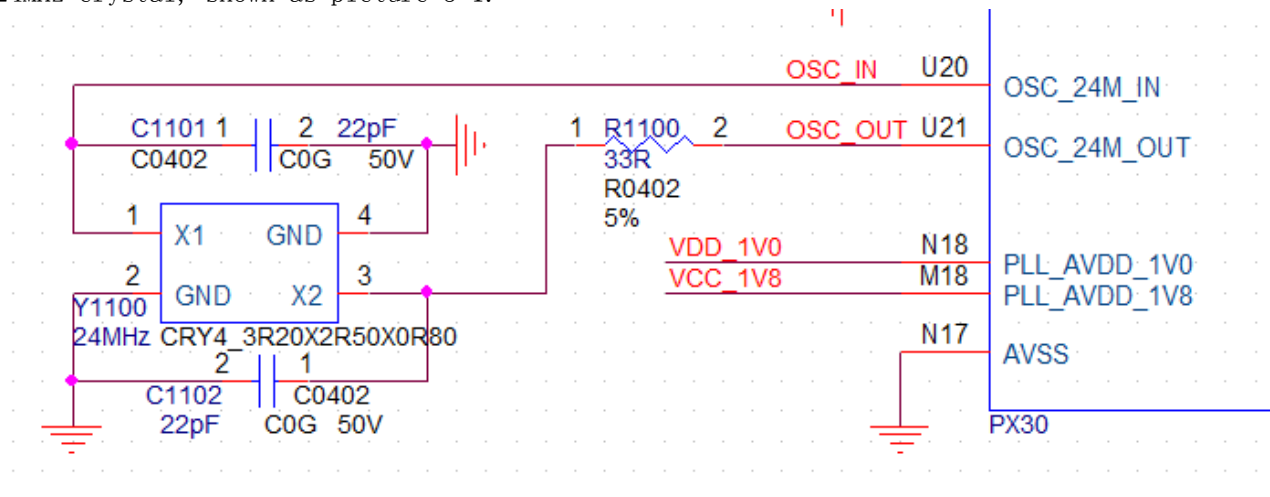 OSC_IN U20
OSC_24M_IN
C1101 1 2 22pF
C0402 C0G 50V
1 R1100 2 OSC_OUT U21
33R
R0402
5%
OSC_24M_OUT
1 X1 GND 4
2 GND X2 3
Y1100
24MHz CRY4_3R20X2R50X0R80
VDD_1V0 N18
PLL_AVDD_1V0
VCC_1V8 M18
PLL_AVDD_1V8
N17
AVSS
2 1
C1102 C0402
22pF C0G 50V
PX30